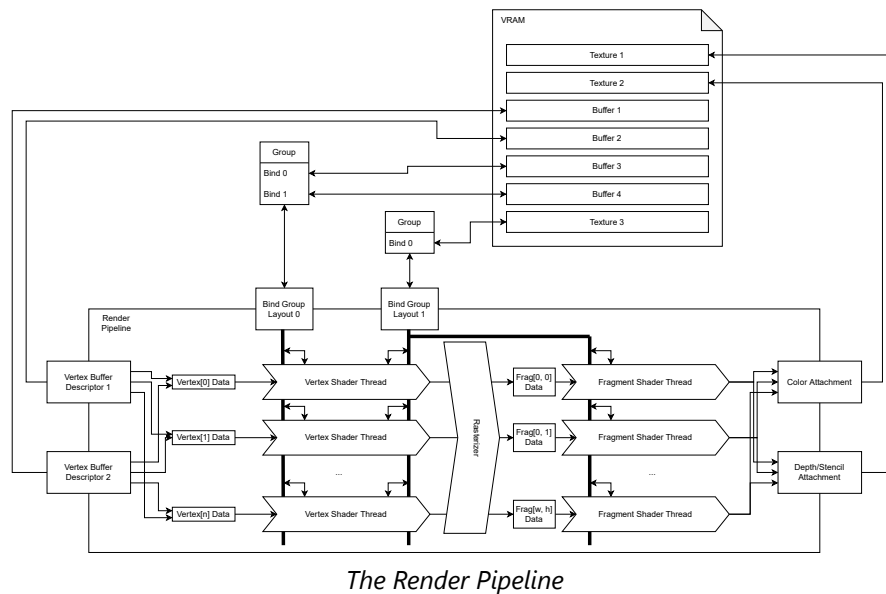 VRAM
Texture 1
Texture 2
Buffer 1
Buffer 2
Buffer 3
Buffer 4
Texture 3
Group
Bind 0
Bind 1
Group
Bind 0
Bind Group
Layout 0
Bind Group
Layout 1
Render
Pipeline
Vertex Buffer
Descriptor 1
Vertex[0] Data
Vertex Shader Thread
Frag[0, 0]
Data
Fragment Shader Thread
Color Attachment
Vertex[1] Data
Vertex Shader Thread
Rasterizer
Frag[0, 1]
Data
Fragment Shader Thread
Vertex Buffer
Descriptor 2
...
...
Depth/Stencil
Attachment
Vertex[n] Data
Vertex Shader Thread
Frag[w, h]
Data
Fragment Shader Thread
The Render Pipeline